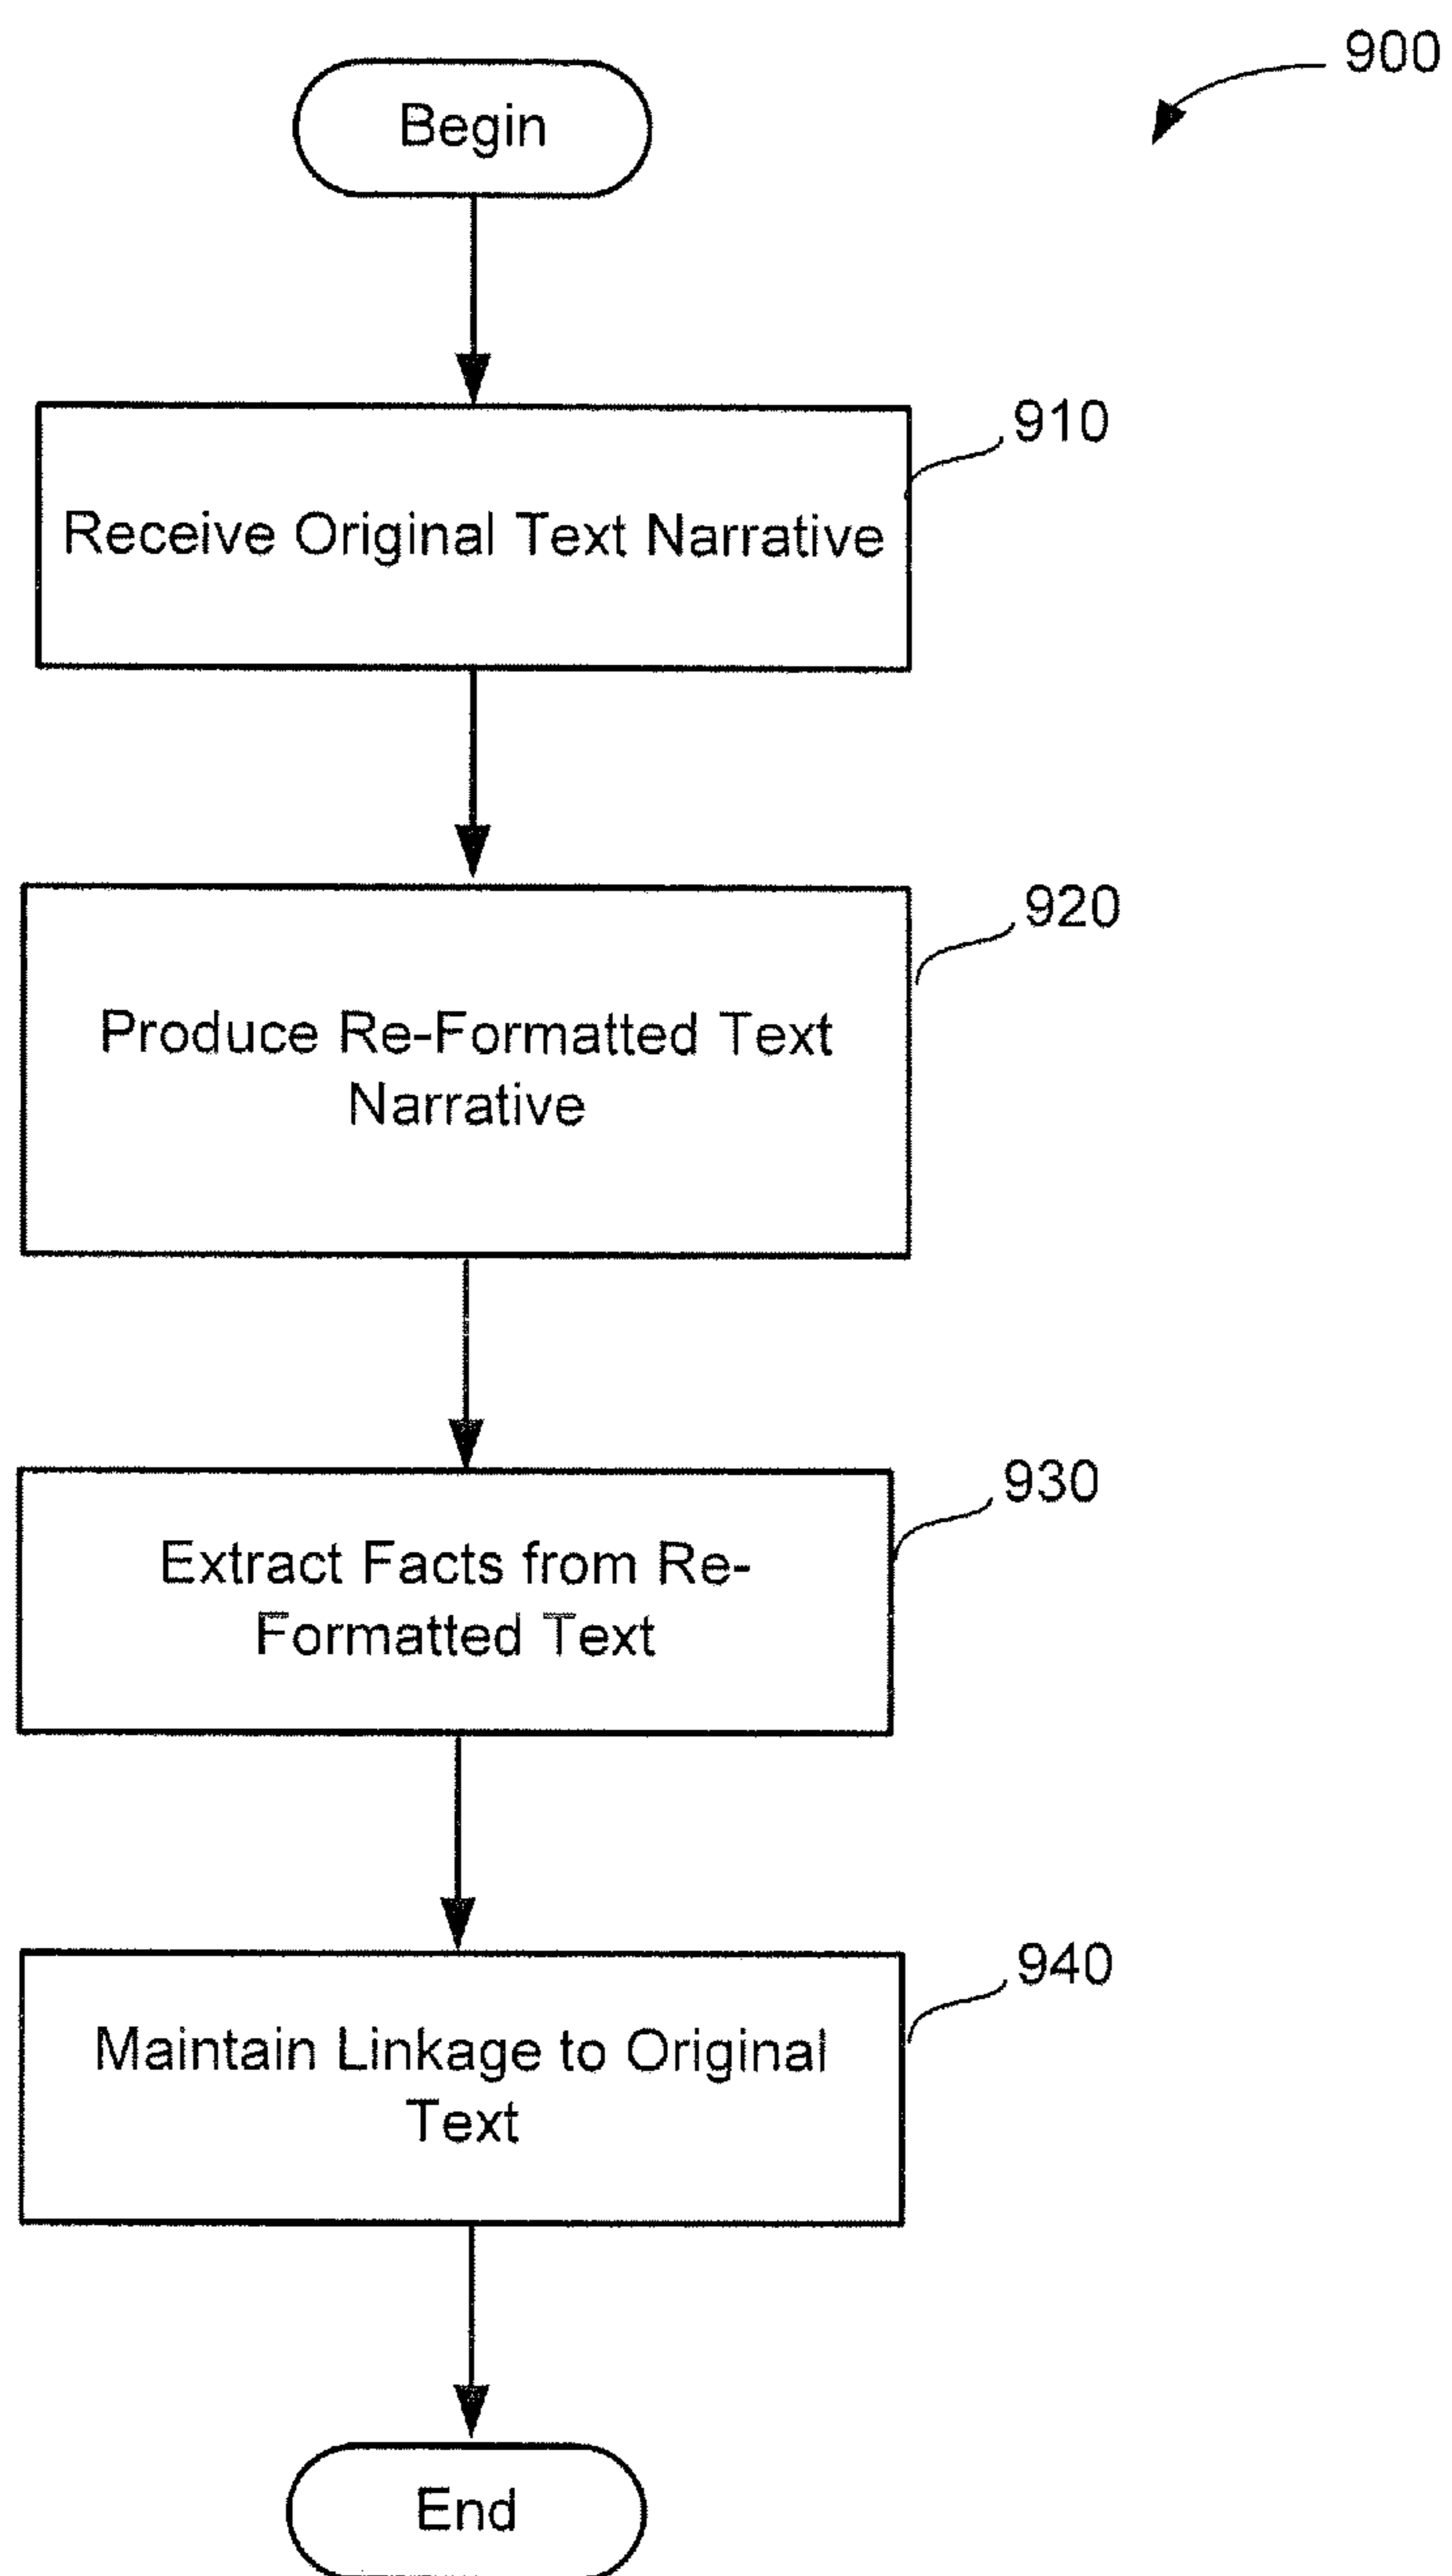 900
Begin
910
Receive Original Text Narrative
920
Produce Re-Formatted Text
Narrative
930
Extract Facts from Re-
Formatted Text
940
Maintain Linkage to Original
Text
End